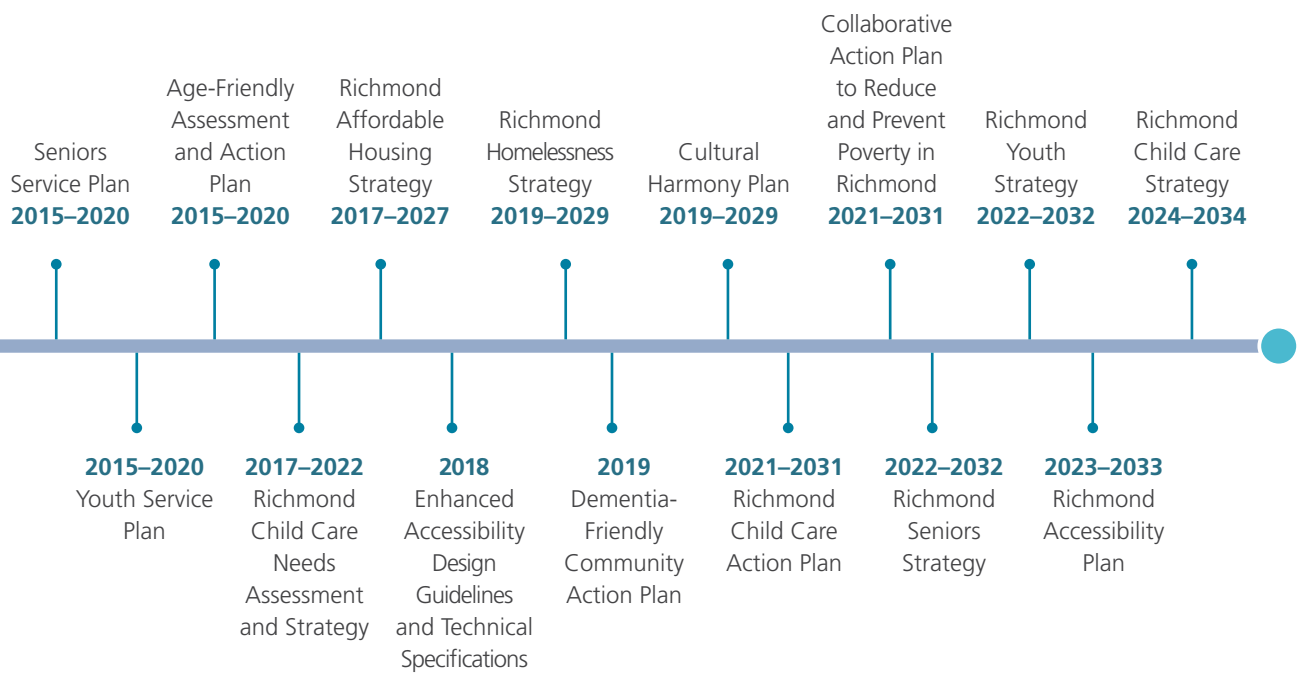 Seniors
Service Plan
2015–2020
Age-Friendly
Assessment
and Action
Plan
2015–2020
Richmond
Affordable
Housing
Strategy
2017–2027
Richmond
Homelessness
Strategy
2019–2029
Cultural
Harmony Plan
2019–2029
Collaborative
Action Plan
to Reduce
and Prevent
Poverty in
Richmond
2021–2031
Richmond
Youth
Strategy
2022–2032
Richmond
Child Care
Strategy
2024–2034
2015–2020
Youth Service
Plan
2017–2022
Richmond
Child Care
Needs
Assessment
and Strategy
2018
Enhanced
Accessibility
Design
Guidelines
and Technical
Specifications
2019
Dementia-
Friendly
Community
Action Plan
2021–2031
Richmond
Child Care
Action Plan
2022–2032
Richmond
Seniors
Strategy
2023–2033
Richmond
Accessibility
Plan